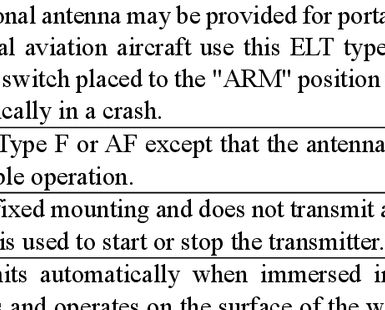 onal antenna may be provided for porta
al aviation aircraft use this ELT type
switch placed to the "ARM" position
ically in a crash.
Type F or AF except that the antenna
ble operation.
fixed mounting and does not transmit a
is used to start or stop the transmitter.
nits automatically when immersed in
s and operates on the surface of the w